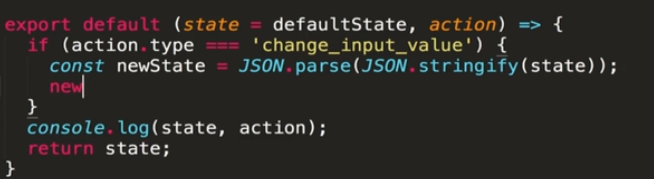 export default (state = defaultState, action) => {
  if (action.type === 'change_input_value') {
    const newState = JSON.parse(JSON.stringify(state));
    new
  }
  console.log(state, action);
  return state;
}